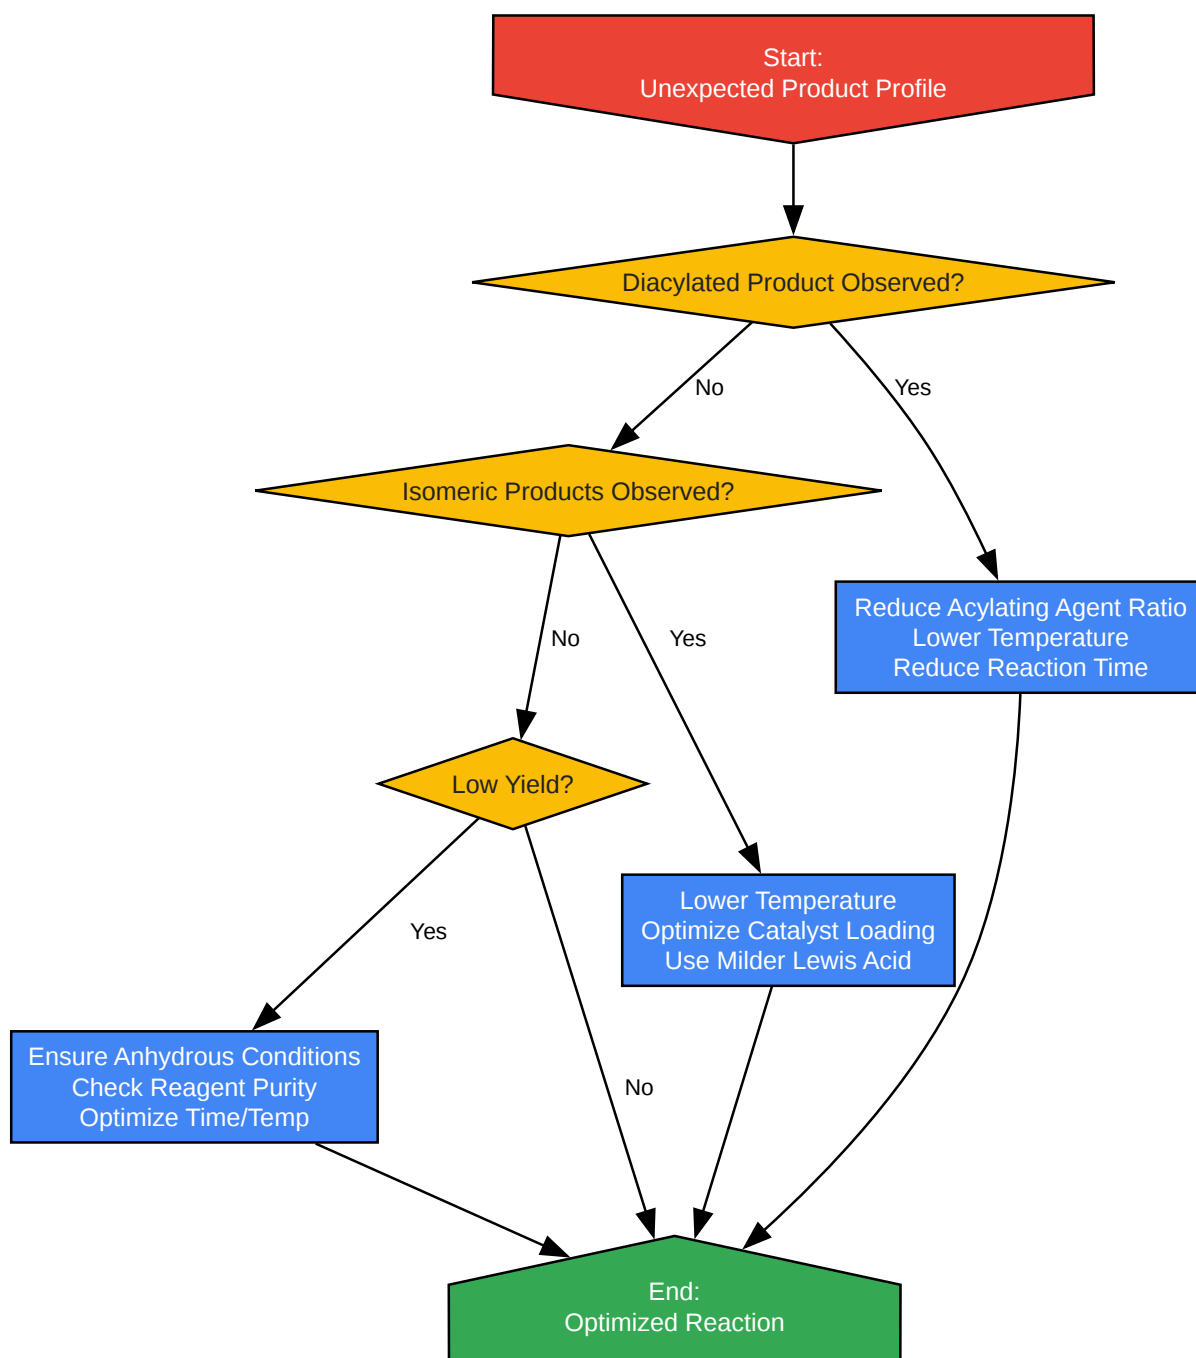 Start:
Unexpected Product Profile
Diacylated Product Observed?
No
Yes
Isomeric Products Observed?
No
Yes
Reduce Acylating Agent Ratio
Lower Temperature
Reduce Reaction Time
Low Yield?
Yes
No
Lower Temperature
Optimize Catalyst Loading
Use Milder Lewis Acid
Ensure Anhydrous Conditions
Check Reagent Purity
Optimize Time/Temp
End:
Optimized Reaction